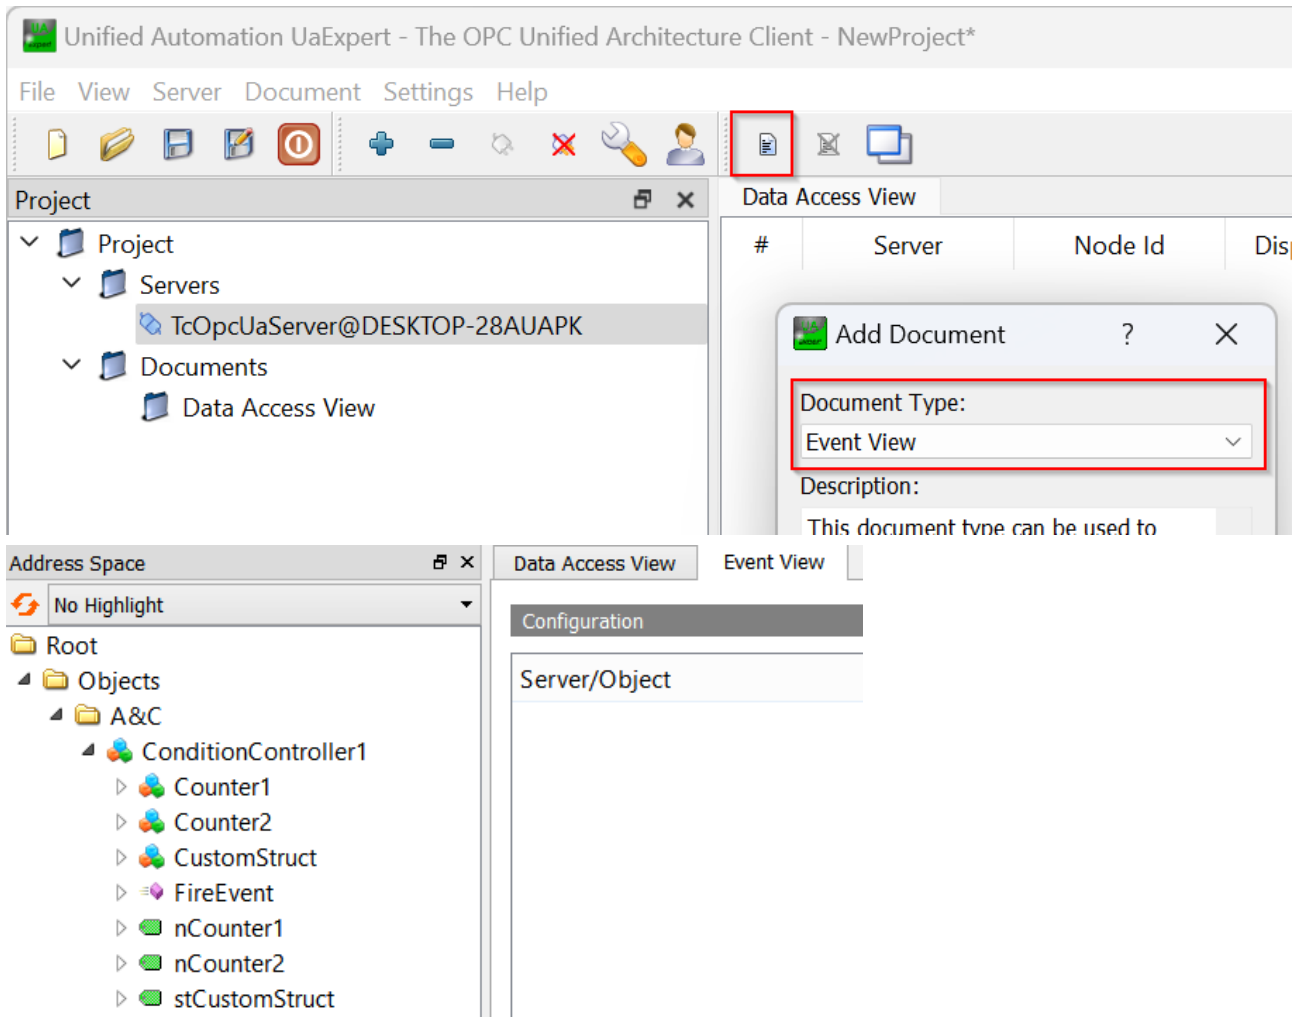 Unified Automation UaExpert - The OPC Unified Architecture Client - NewProject*
File View Server Document Settings Help
Project
Project
Servers
TcOpcUaServer@DESKTOP-28AUAPK
Documents
Data Access View
Data Access View
# Server Node Id Dis
Add Document ?
Document Type:
Event View
Description:
This document type can be used to
Address Space
No Highlight
Root
Objects
A&C
ConditionController1
Counter1
Counter2
CustomStruct
FireEvent
nCounter1
nCounter2
stCustomStruct
Data Access View Event View
Configuration
Server/Object